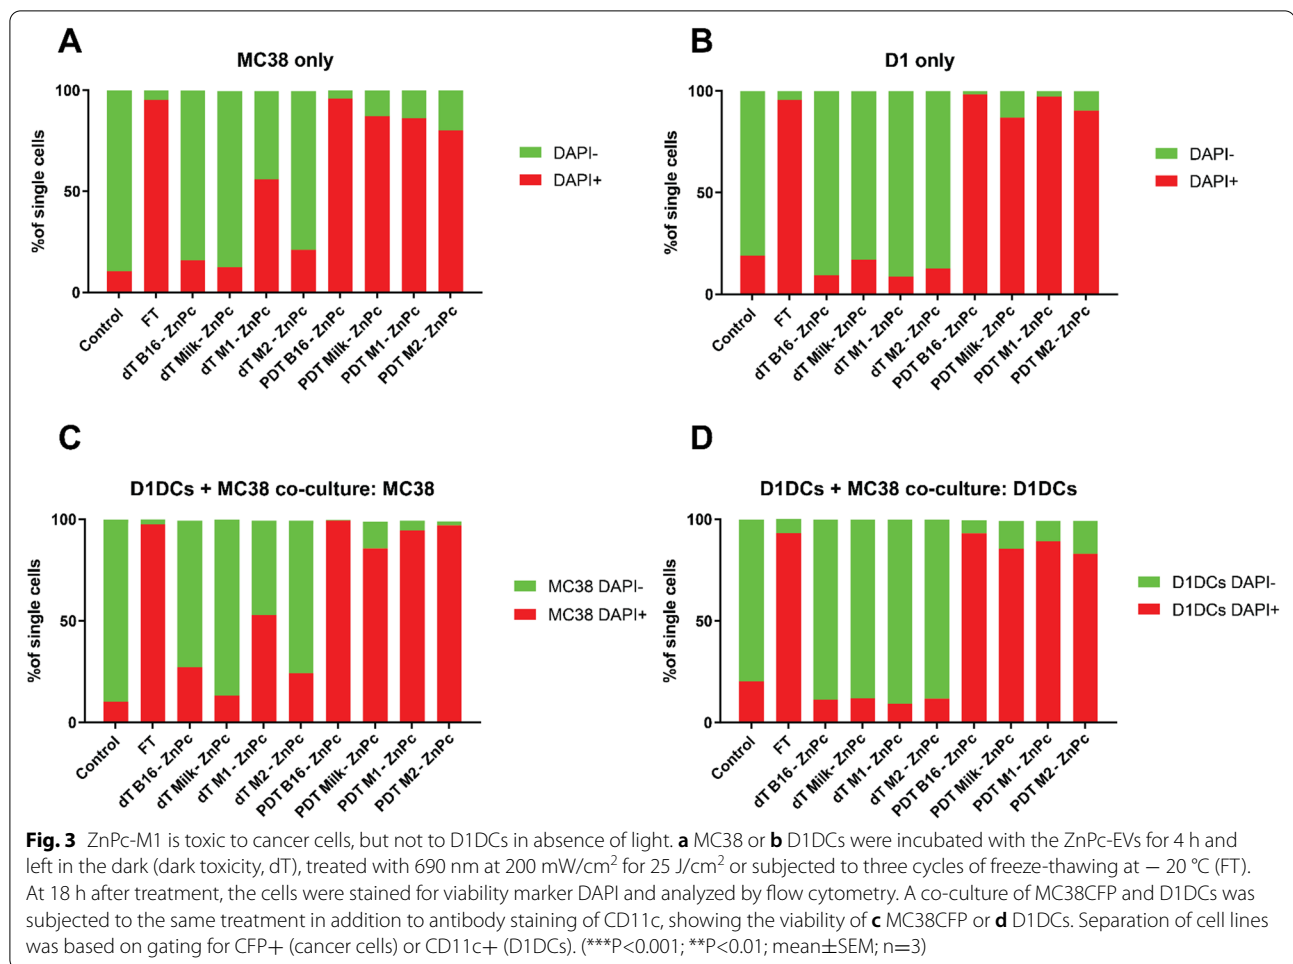 A
MC38 only
%of single cells
100
50
0
Control
FT
dT B16 - ZnPc
dT Milk- ZnPc
dT M1 - ZnPc
dT M2 - ZnPc
PDT B16 - ZnPc
PDT Milk- ZnPc
PDT M1 - ZnPc
PDT M2 - ZnPc
DAPI-
DAPI+
B
D1 only
%of single cells
100
50
0
Control
FT
dT B16 - ZnPc
dT Milk- ZnPc
dT M1 - ZnPc
dT M2 - ZnPc
PDT B16 - ZnPc
PDT Milk- ZnPc
PDT M1 - ZnPc
PDT M2 - ZnPc
DAPI-
DAPI+
C
D1DCs + MC38 co-culture: MC38
%of single cells
100
50
0
Control
FT
dT B16 - ZnPc
dT Milk- ZnPc
dT M1 - ZnPc
dT M2 - ZnPc
PDT B16 - ZnPc
PDT Milk- ZnPc
PDT M1 - ZnPc
PDT M2 - ZnPc
MC38 DAPI-
MC38 DAPI+
D
D1DCs + MC38 co-culture: D1DCs
%of single cells
100
50
0
Control
FT
dT B16 - ZnPc
dT Milk- ZnPc
dT M1 - ZnPc
dT M2 - ZnPc
PDT B16 - ZnPc
PDT Milk- ZnPc
PDT M1 - ZnPc
PDT M2 - ZnPc
D1DCs DAPI-
D1DCs DAPI+
Fig. 3 ZnPc-M1 is toxic to cancer cells, but not to D1DCs in absence of light. a MC38 or b D1DCs were incubated with the ZnPc-EVs for 4 h and
left in the dark (dark toxicity, dT), treated with 690 nm at 200 mW/cm² for 25 J/cm² or subjected to three cycles of freeze-thawing at − 20 °C (FT).
At 18 h after treatment, the cells were stained for viability marker DAPI and analyzed by flow cytometry. A co-culture of MC38CFP and D1DCs was
subjected to the same treatment in addition to antibody staining of CD11c, showing the viability of c MC38CFP or d D1DCs. Separation of cell lines
was based on gating for CFP+ (cancer cells) or CD11c+ (D1DCs). (***P<0.001; **P<0.01; mean±SEM; n=3)